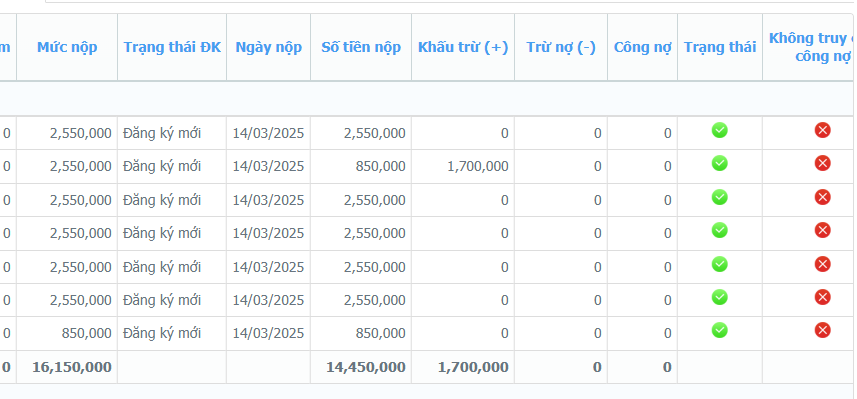 m Mức nộp Trạng thái ĐK Ngày nộp Số tiền nộp Khấu trừ (+) Trừ nợ (-) Công nợ Trạng thái Không truy
công nợ
0 2,550,000 Đăng ký mới 14/03/2025 2,550,000 0 0 0
0 2,550,000 Đăng ký mới 14/03/2025 850,000 1,700,000 0 0
0 2,550,000 Đăng ký mới 14/03/2025 2,550,000 0 0 0
0 2,550,000 Đăng ký mới 14/03/2025 2,550,000 0 0 0
0 2,550,000 Đăng ký mới 14/03/2025 2,550,000 0 0 0
0 2,550,000 Đăng ký mới 14/03/2025 2,550,000 0 0 0
0 850,000 Đăng ký mới 14/03/2025 850,000 0 0 0
0 16,150,000 14,450,000 1,700,000 0 0